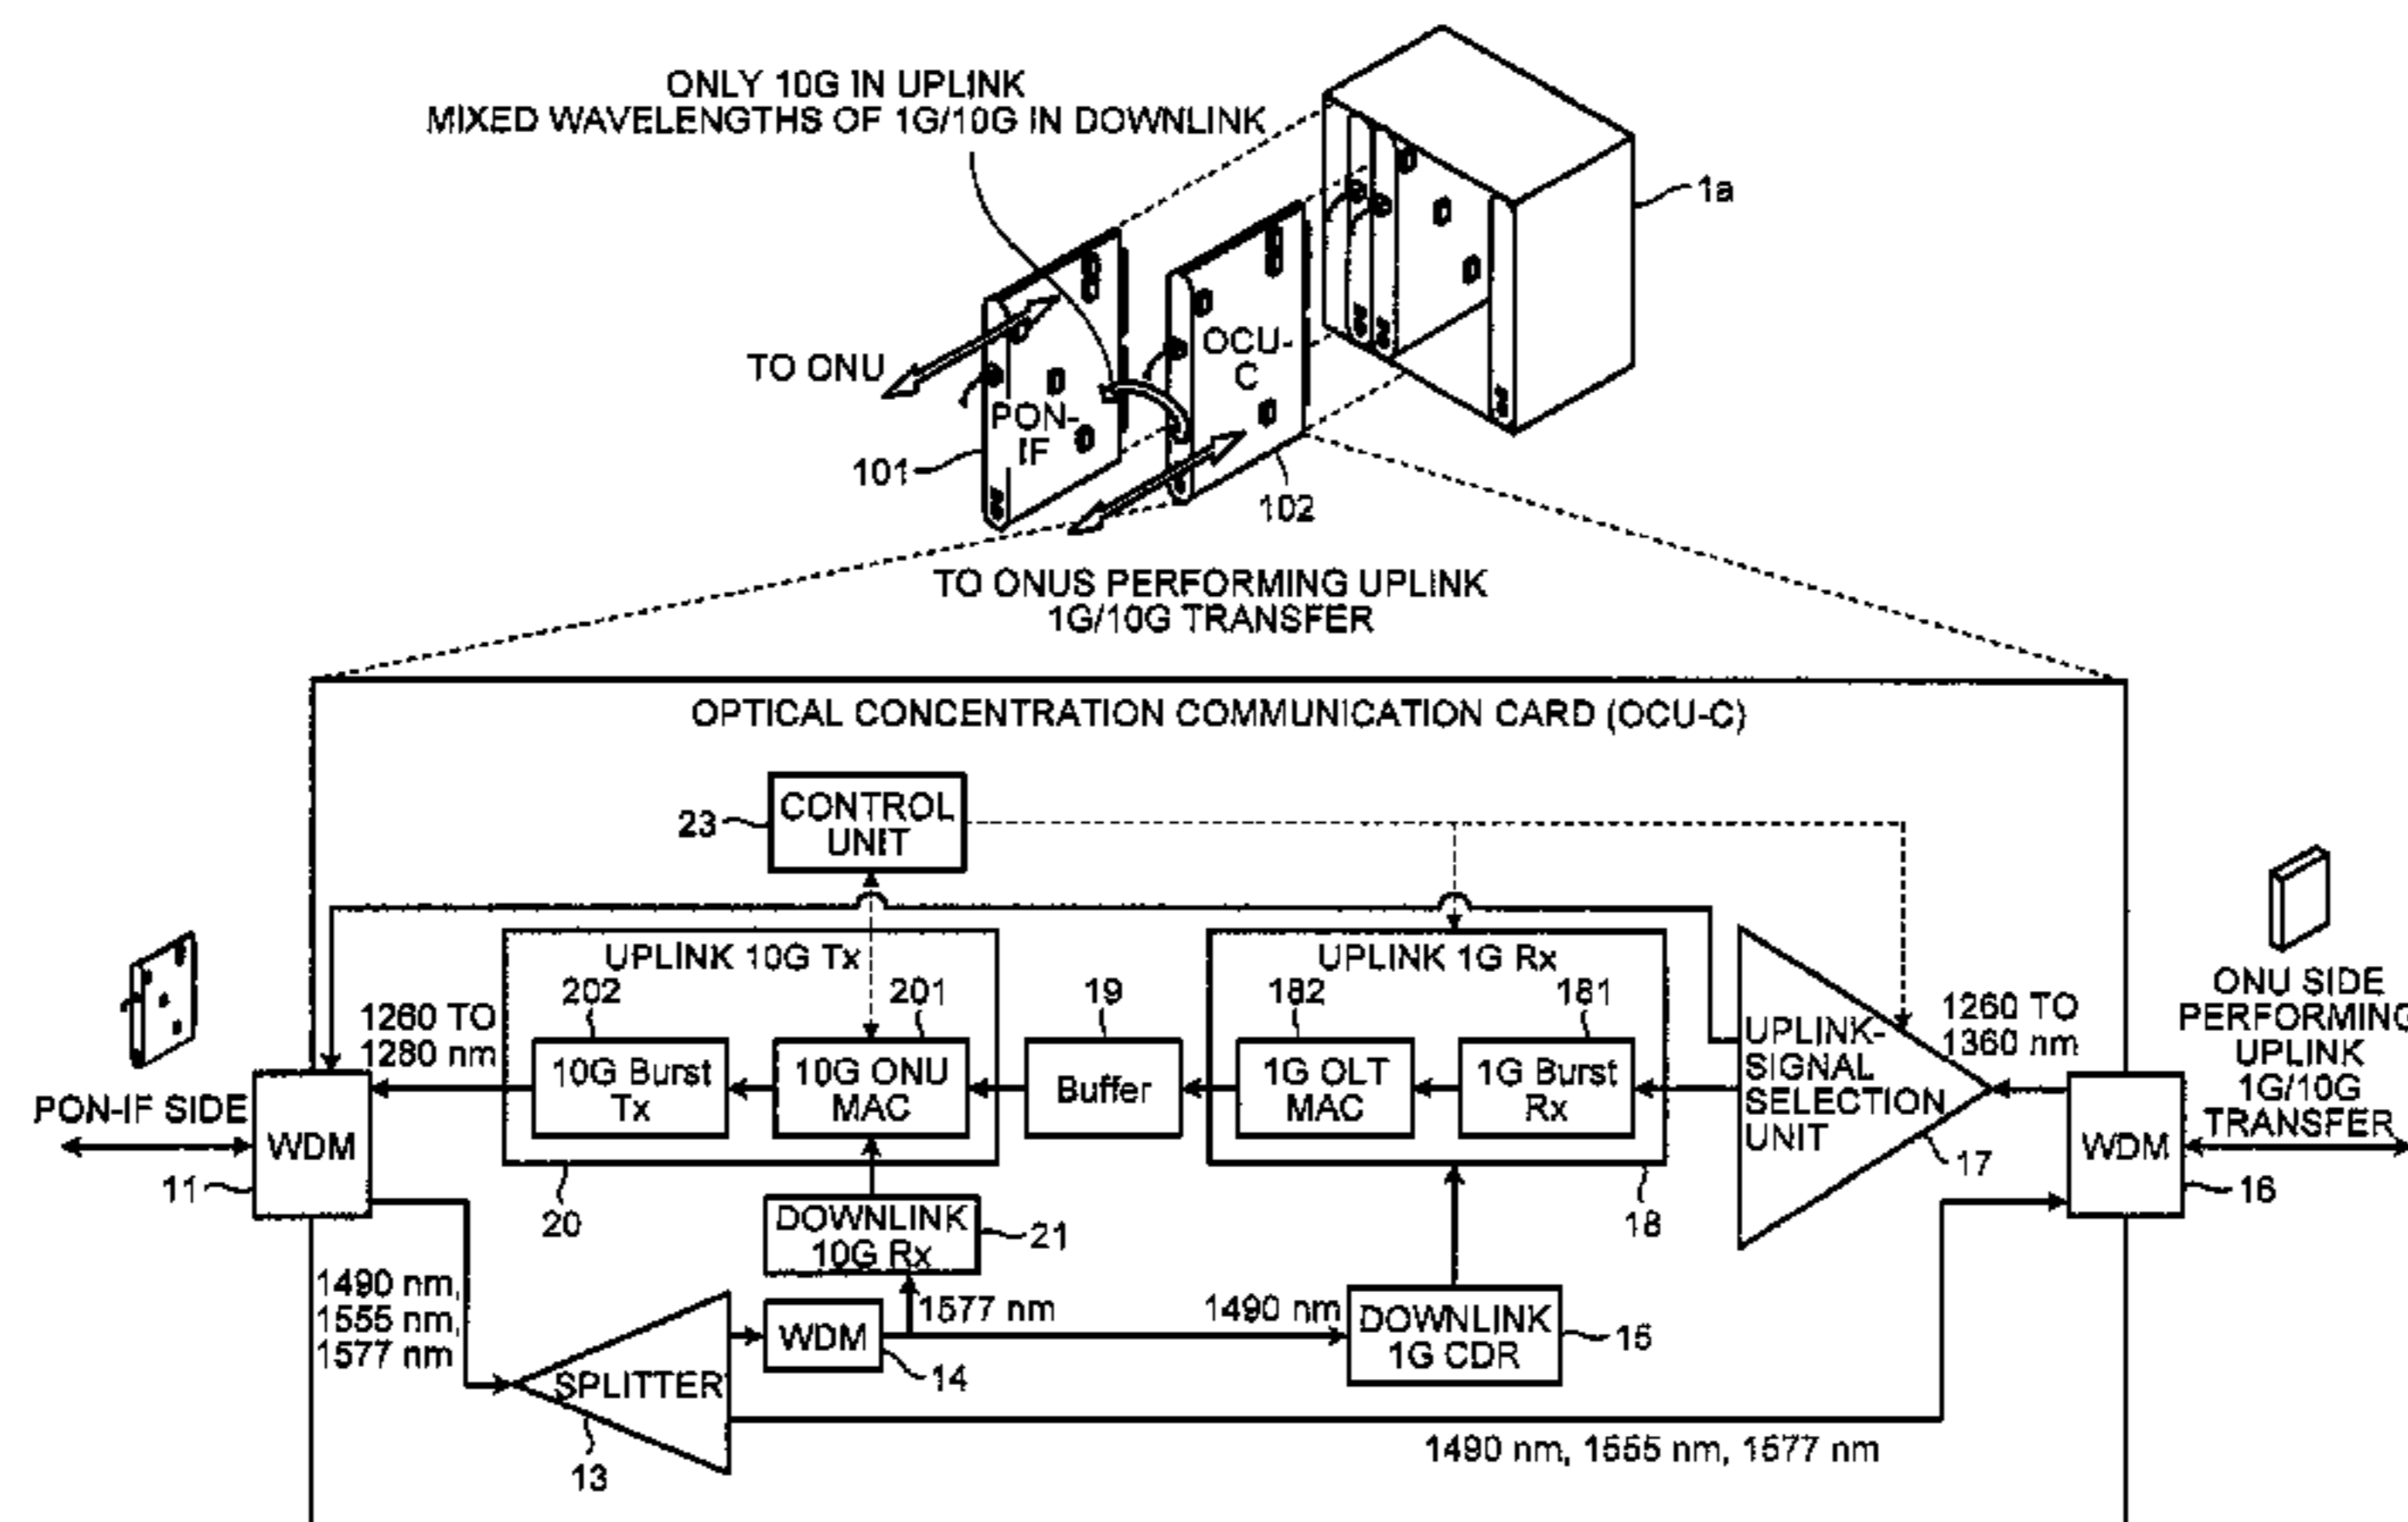 ONLY 10G IN UPLINK
MIXED WAVELENGTHS OF 1G/10G IN DOWNLINK
1a
TO ONU
PON-
IF
OCU-
C
101
102
TO ONUS PERFORMING UPLINK
1G/10G TRANSFER
OPTICAL CONCENTRATION COMMUNICATION CARD (OCU-C)
23
CONTROL
UNIT
UPLINK 10G Tx
UPLINK 1G Rx
202
201
19
182
181
1260 TO
1280 nm
10G Burst
Tx
10G ONU
MAC
Buffer
1G OLT
MAC
1G Burst
Rx
UPLINK-
SIGNAL
SELECTION
UNIT
1260 TO
1360 nm
ONU SIDE
PERFORMING
UPLINK
1G/10G
TRANSFER
PON-IF SIDE
WDM
11
WDM
16
17
20
18
DOWNLINK
10G Rx
21
1490 nm,
1555 nm,
1577 nm
1577 nm
1490 nm
WDM
14
DOWNLINK
1G CDR
15
SPLITTER
13
1490 nm, 1555 nm, 1577 nm